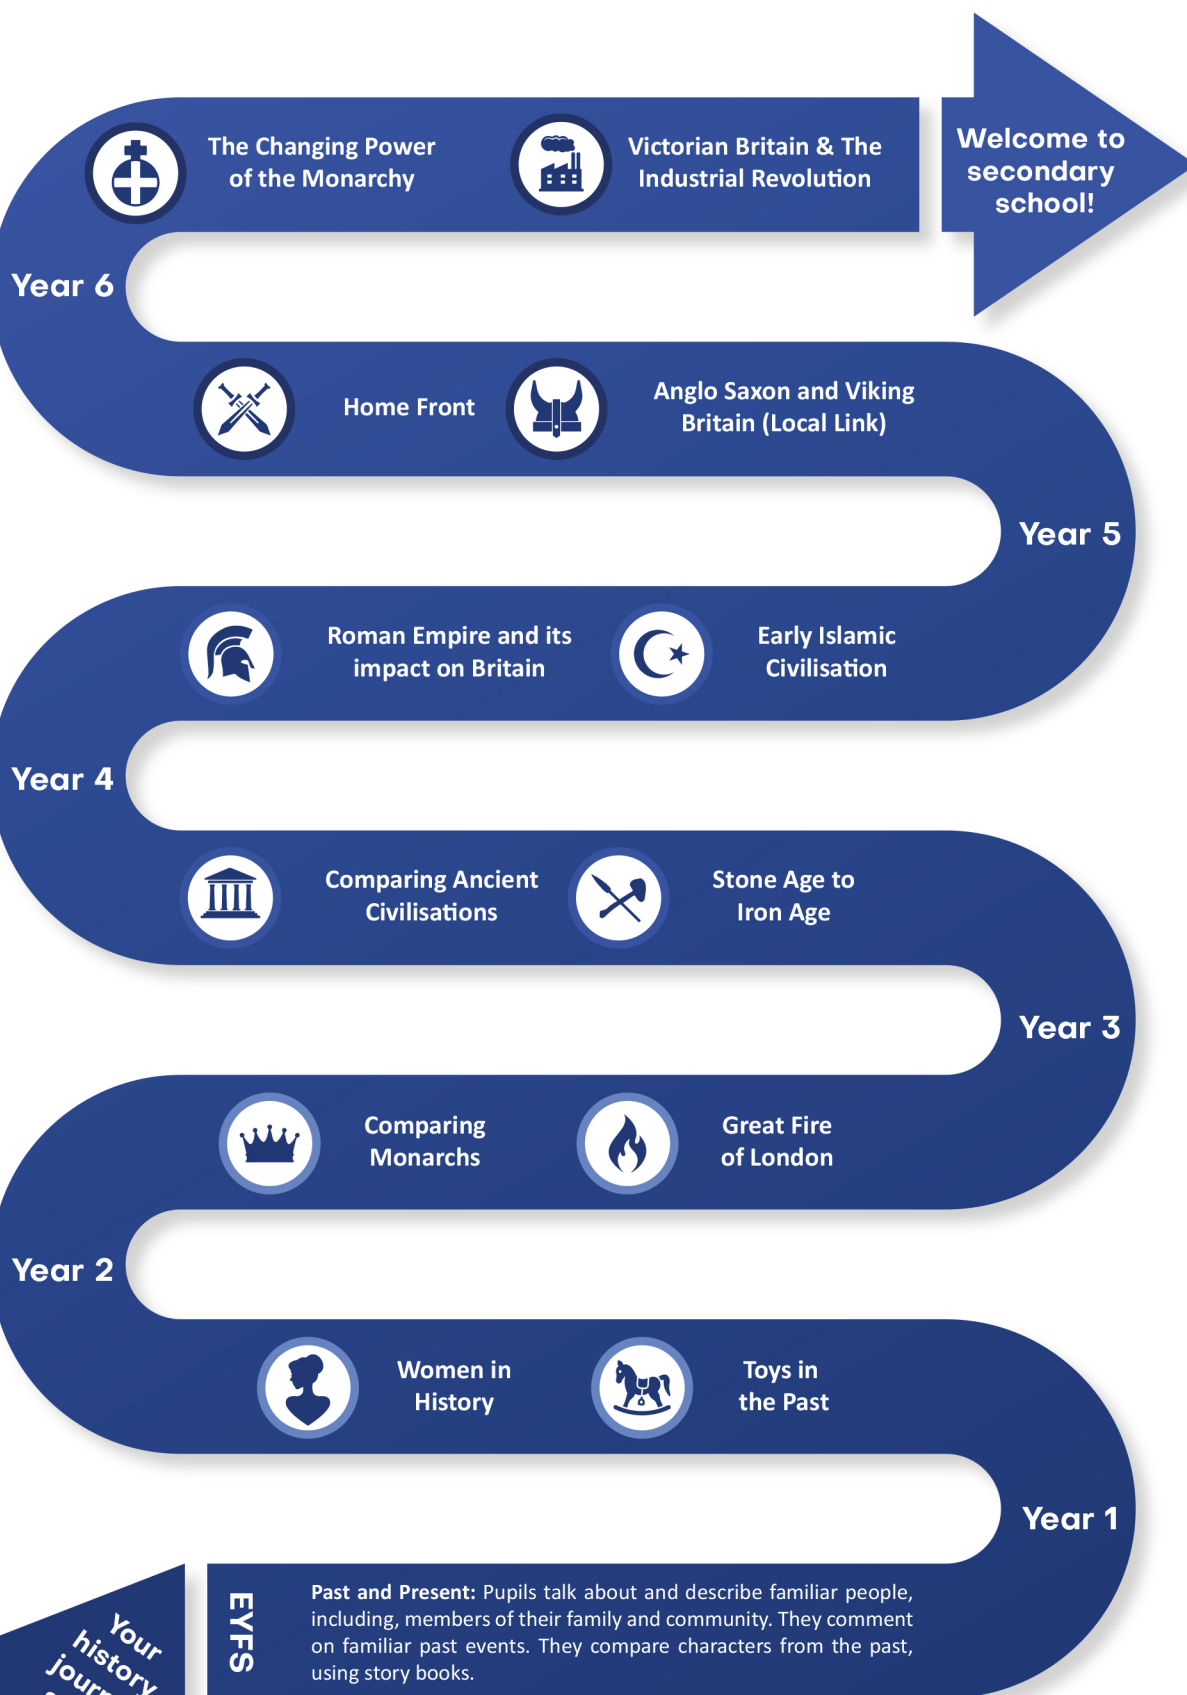 The Changing Power
of the Monarchy
Victorian Britain & The
Industrial Revolution
Welcome to
secondary
school!
Year 6
Home Front
Anglo Saxon and Viking
Britain (Local Link)
Year 5
Roman Empire and its
impact on Britain
Early Islamic
Civilisation
Year 4
Comparing Ancient
Civilisations
Stone Age to
Iron Age
Year 3
Comparing
Monarchs
Great Fire
of London
Year 2
Women in
History
Toys in
the Past
Year 1
Your
history
EYFS
Past and Present: Pupils talk about and describe familiar people,
including, members of their family and community. They comment
on familiar past events. They compare characters from the past,
using story books.